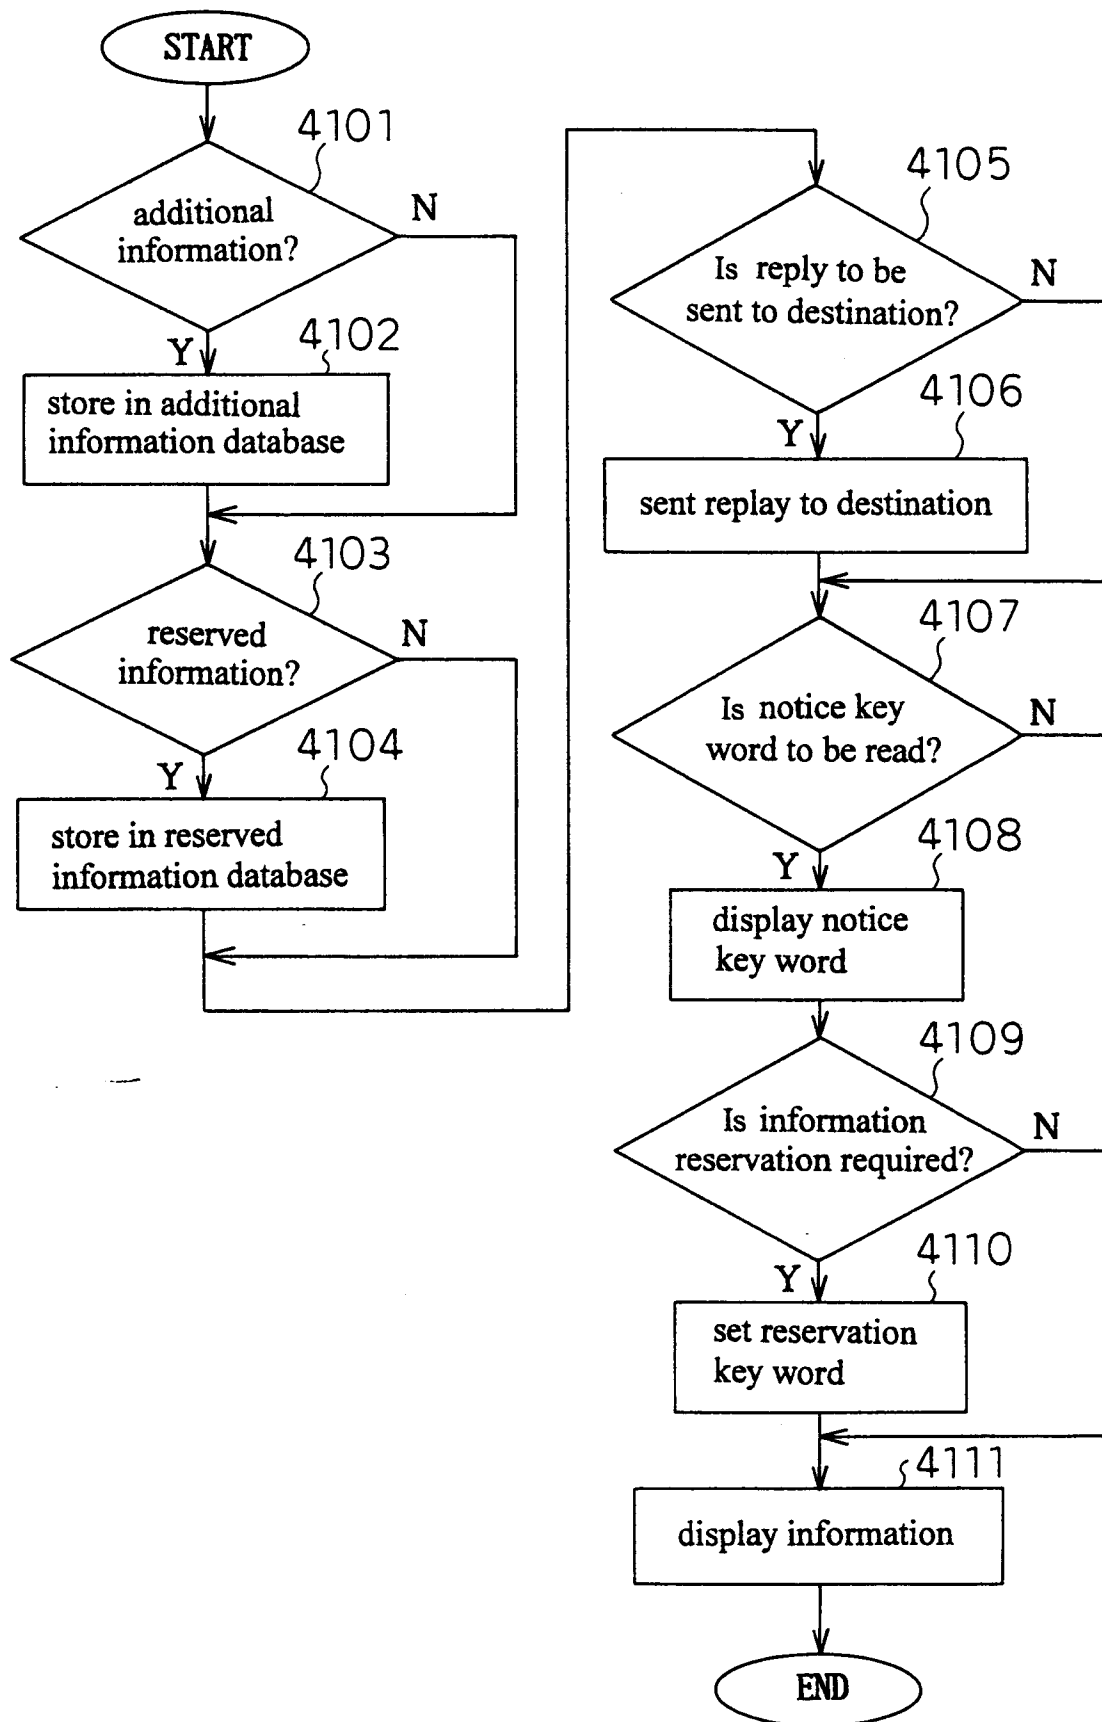 START
4101
additional
information?
N
Y
4102
store in additional
information database
4103
reserved
information?
N
Y
4104
store in reserved
information database
4105
Is reply to be
sent to destination?
N
Y
4106
sent replay to destination
4107
Is notice key
word to be read?
N
Y
4108
display notice
key word
4109
Is information
reservation required?
N
Y
4110
set reservation
key word
4111
display information
END